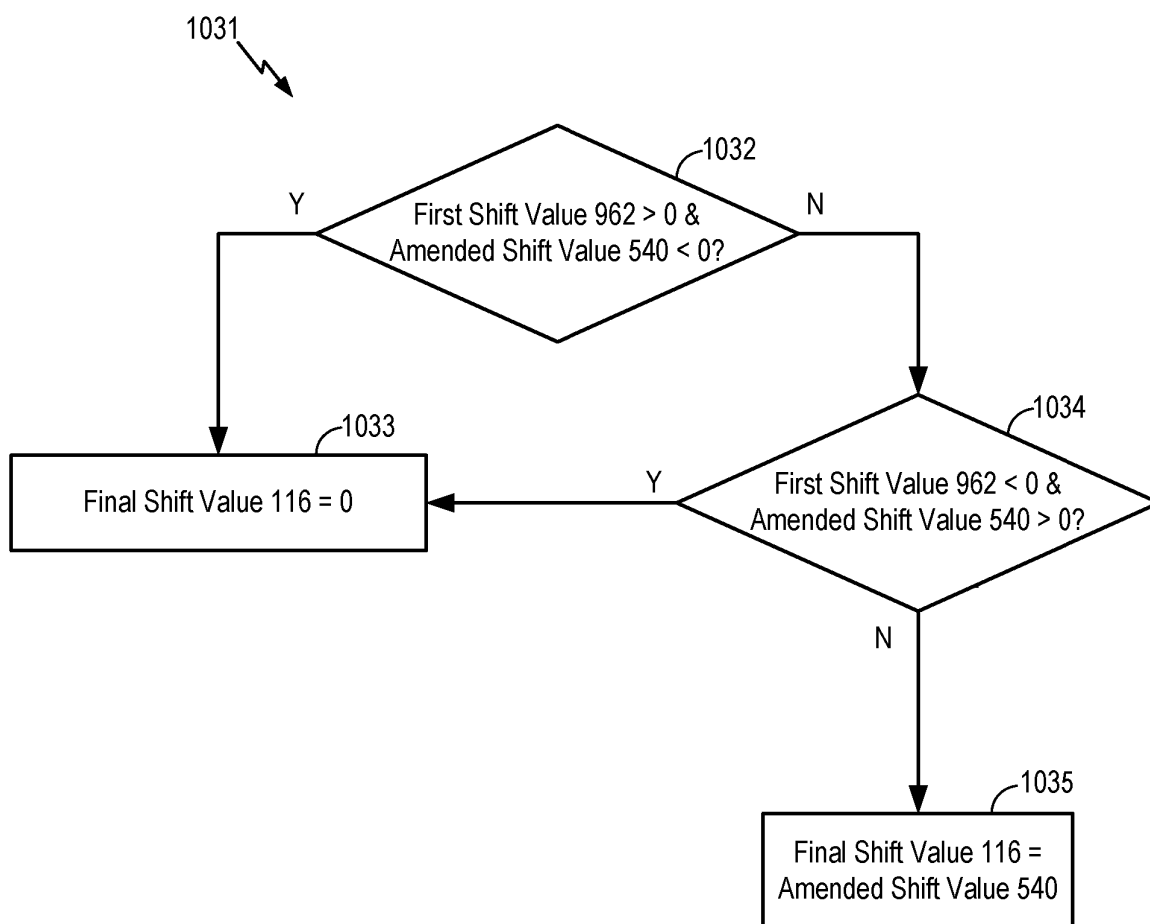 1031
1032
Y
N
First Shift Value 962 > 0 &
Amended Shift Value 540 < 0?
1033
1034
Final Shift Value 116 = 0
Y
First Shift Value 962 < 0 &
Amended Shift Value 540 > 0?
N
1035
Final Shift Value 116 =
Amended Shift Value 540